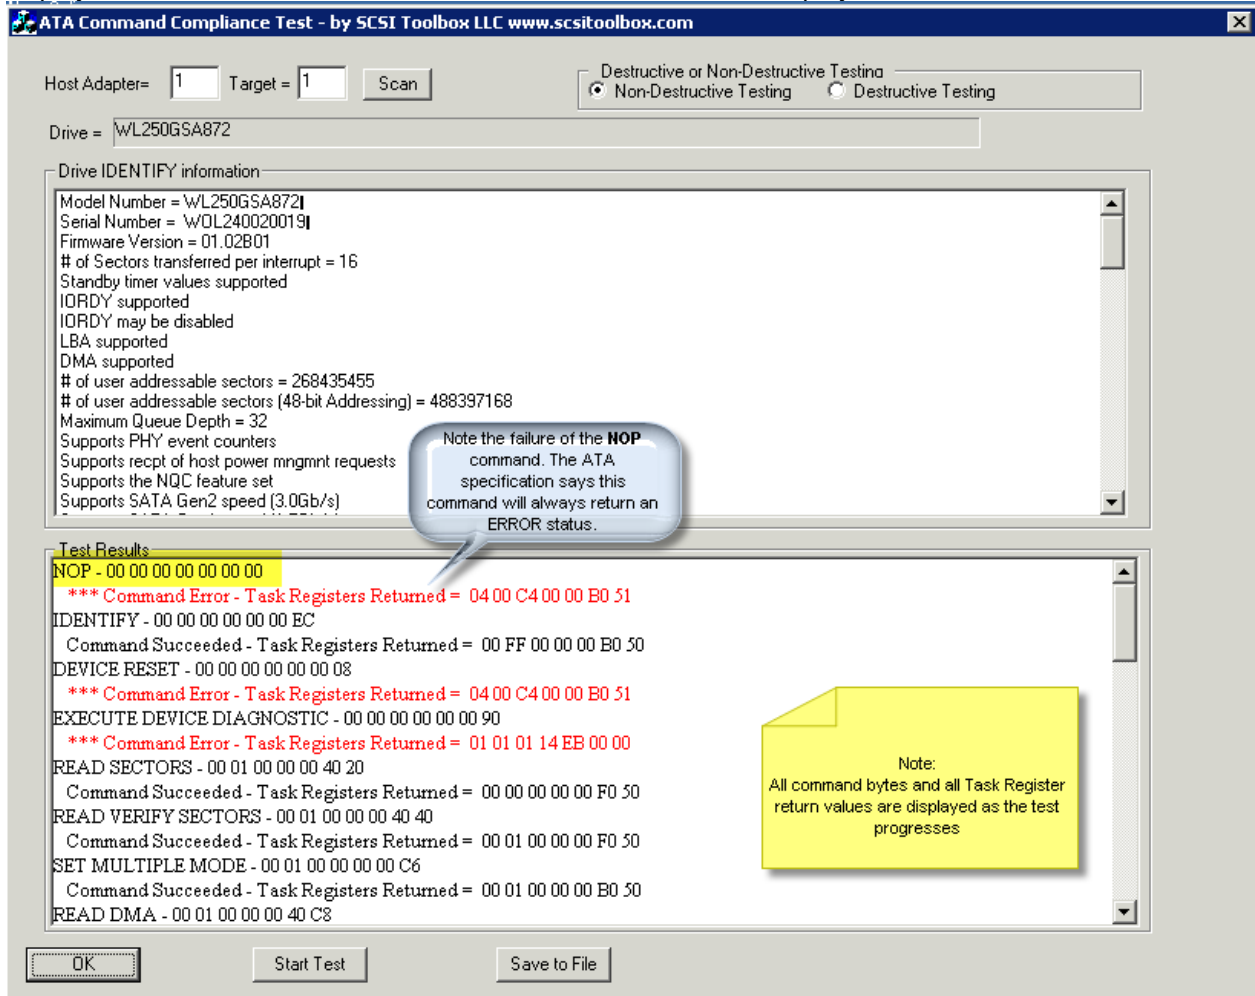 ATA Command Compliance Test - by SCSI Toolbox LLC www.scsitoolbox.com
Host Adapter= 1 Target = 1 Scan
Destructive or Non-Destructive Testing
Non-Destructive Testing Destructive Testing
Drive = WL250GSA872
Drive IDENTIFY information
Model Number = WL250GSA872
Serial Number = WOL240020019
Firmware Version = 01.02B01
# of Sectors transferred per interrupt = 16
Standby timer values supported
IORDY supported
IORDY may be disabled
LBA supported
DMA supported
# of user addressable sectors = 268435455
# of user addressable sectors (48-bit Addressing) = 488397168
Maximum Queue Depth = 32
Supports PHY event counters
Supports recpt of host power mngmnt requests
Supports the NQC feature set
Supports SATA Gen2 speed (3.0Gb/s)
Note the failure of the NOP
command. The ATA
specification says this
command will always return an
ERROR status.
Test Results
NOP - 00 00 00 00 00 00 00
*** Command Error - Task Registers Returned = 04 00 C4 00 00 B0 51
IDENTIFY - 00 00 00 00 00 00 EC
Command Succeeded - Task Registers Returned = 00 FF 00 00 00 B0 50
DEVICE RESET - 00 00 00 00 00 00 08
*** Command Error - Task Registers Returned = 04 00 C4 00 00 B0 51
EXECUTE DEVICE DIAGNOSTIC - 00 00 00 00 00 00 90
*** Command Error - Task Registers Returned = 01 01 01 14 EB 00 00
READ SECTORS - 00 01 00 00 00 40 20
Command Succeeded - Task Registers Returned = 00 00 00 00 00 F0 50
READ VERIFY SECTORS - 00 01 00 00 00 40 40
Command Succeeded - Task Registers Returned = 00 01 00 00 00 F0 50
SET MULTIPLE MODE - 00 01 00 00 00 00 C6
Command Succeeded - Task Registers Returned = 00 01 00 00 00 B0 50
READ DMA - 00 01 00 00 00 40 C8
Note:
All command bytes and all Task Register
return values are displayed as the test
progresses
OK Start Test Save to File